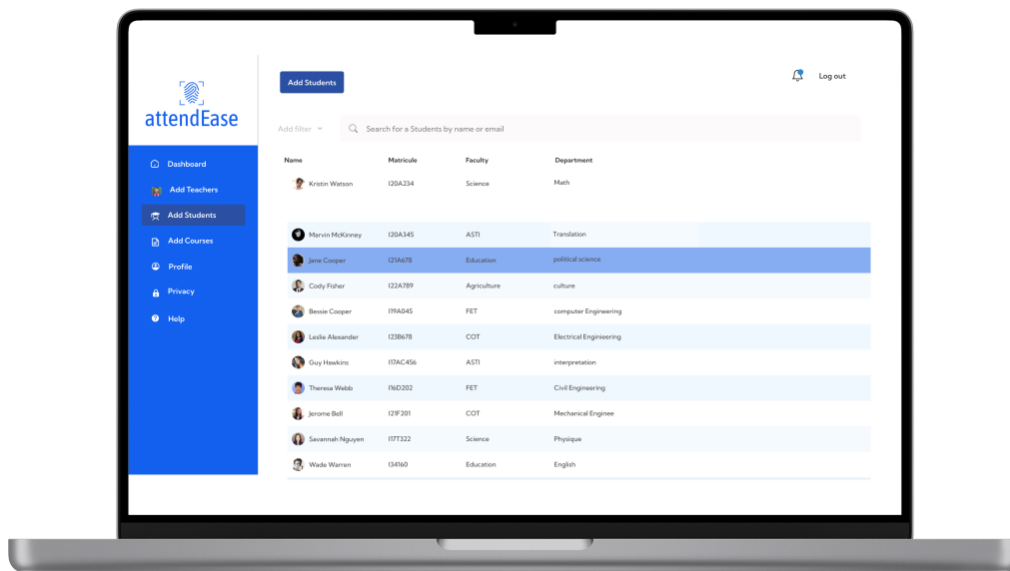 attendEase
Dashboard
Add Teachers
Add Students
Add Courses
Profile
Privacy
Help
Add Students
Log out
Add filter
Search for a Students by name or email
Name Matricule Faculty Department
Kristin Watson I20A234 Science Math
Marvin McKinney I20A345 ASTI Translation
Jane Cooper I21A678 Education political science
Cody Fisher I22A789 Agriculture culture
Bessie Cooper I19A045 FET computer Engineering
Leslie Alexander I23B678 COT Electrical Enginieering
Guy Hawkins I17AC456 ASTI interpretation
Theresa Webb I16D202 FET Civil Engineering
Jerome Bell I21F201 COT Mechanical Enginee
Savannah Nguyen I17T322 Science Physique
Wade Warren I34160 Education English